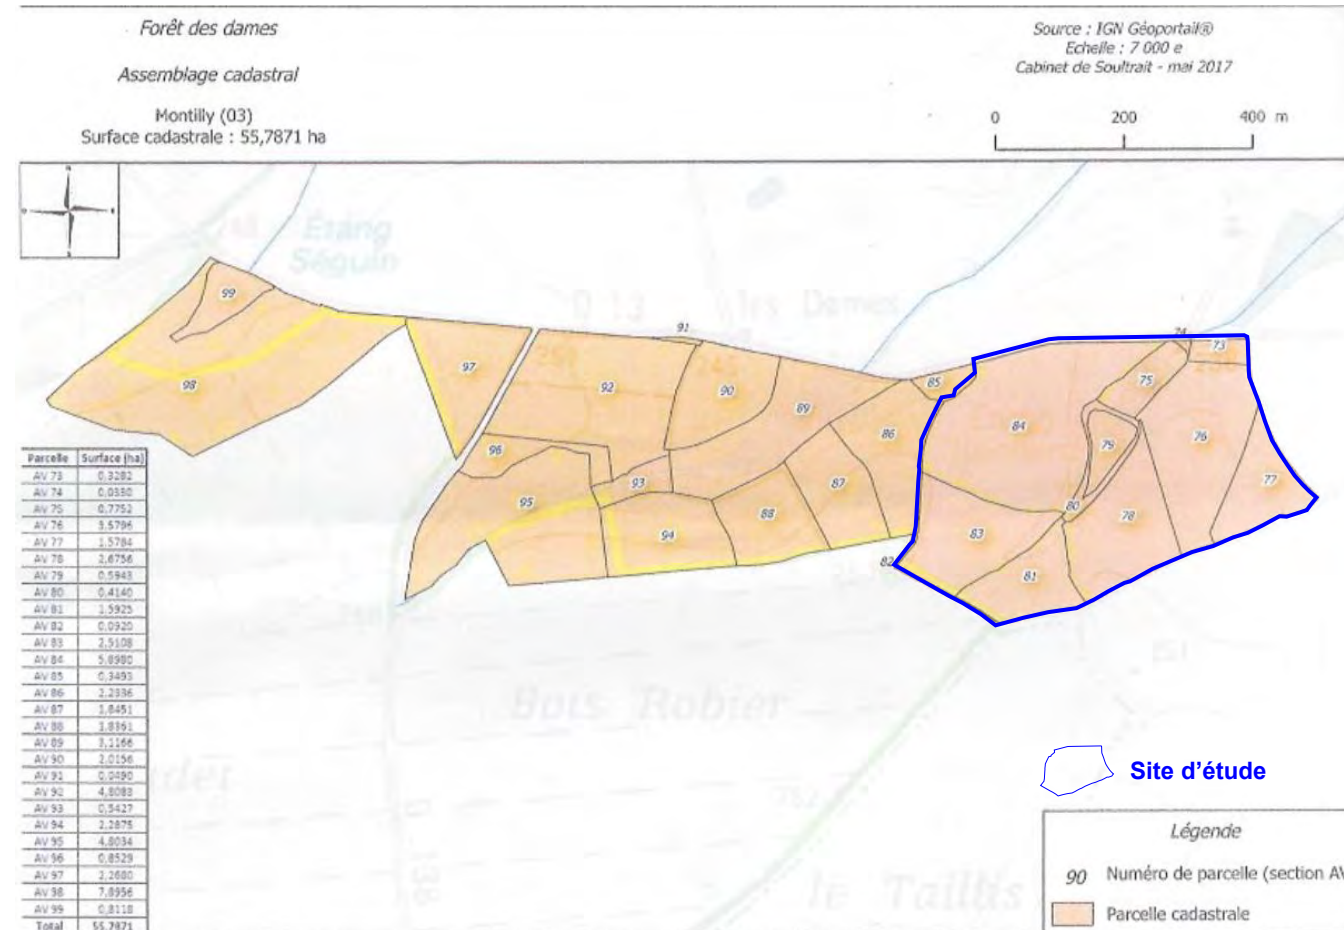 Forêt des dames
Assemblage cadastral
Montilly (03)
Surface cadastrale : 55,7871 ha
Source : IGN Géoportail®
Echelle : 7 000 e
Cabinet de Soultrait - mai 2017
0 200 400 m
Etang
Séguin
les Dames
99
98
97
91
92
90
89
85
86
87
88
96
95
93
94
84
74
73
75
79
76
77
80
78
83
82
81
Parcelle Surface (ha)
AV 73 0,3282
AV 74 0,0330
AV 75 0,7752
AV 76 3,5796
AV 77 1,5784
AV 78 2,6756
AV 79 0,5943
AV 80 0,4140
AV 81 1,5925
AV 82 0,0920
AV 83 2,5108
AV 84 5,8980
AV 85 0,3493
AV 86 2,2336
AV 87 1,8451
AV 88 1,8361
AV 89 3,1166
AV 90 2,0156
AV 91 0,0490
AV 92 4,8083
AV 93 0,5427
AV 94 2,2875
AV 95 4,8034
AV 96 0,8529
AV 97 2,2680
AV 98 7,8956
AV 99 0,8118
Total 55,7871
Bois Robier
le Taillis
Site d'étude
Légende
90 Numéro de parcelle (section AV
Parcelle cadastrale